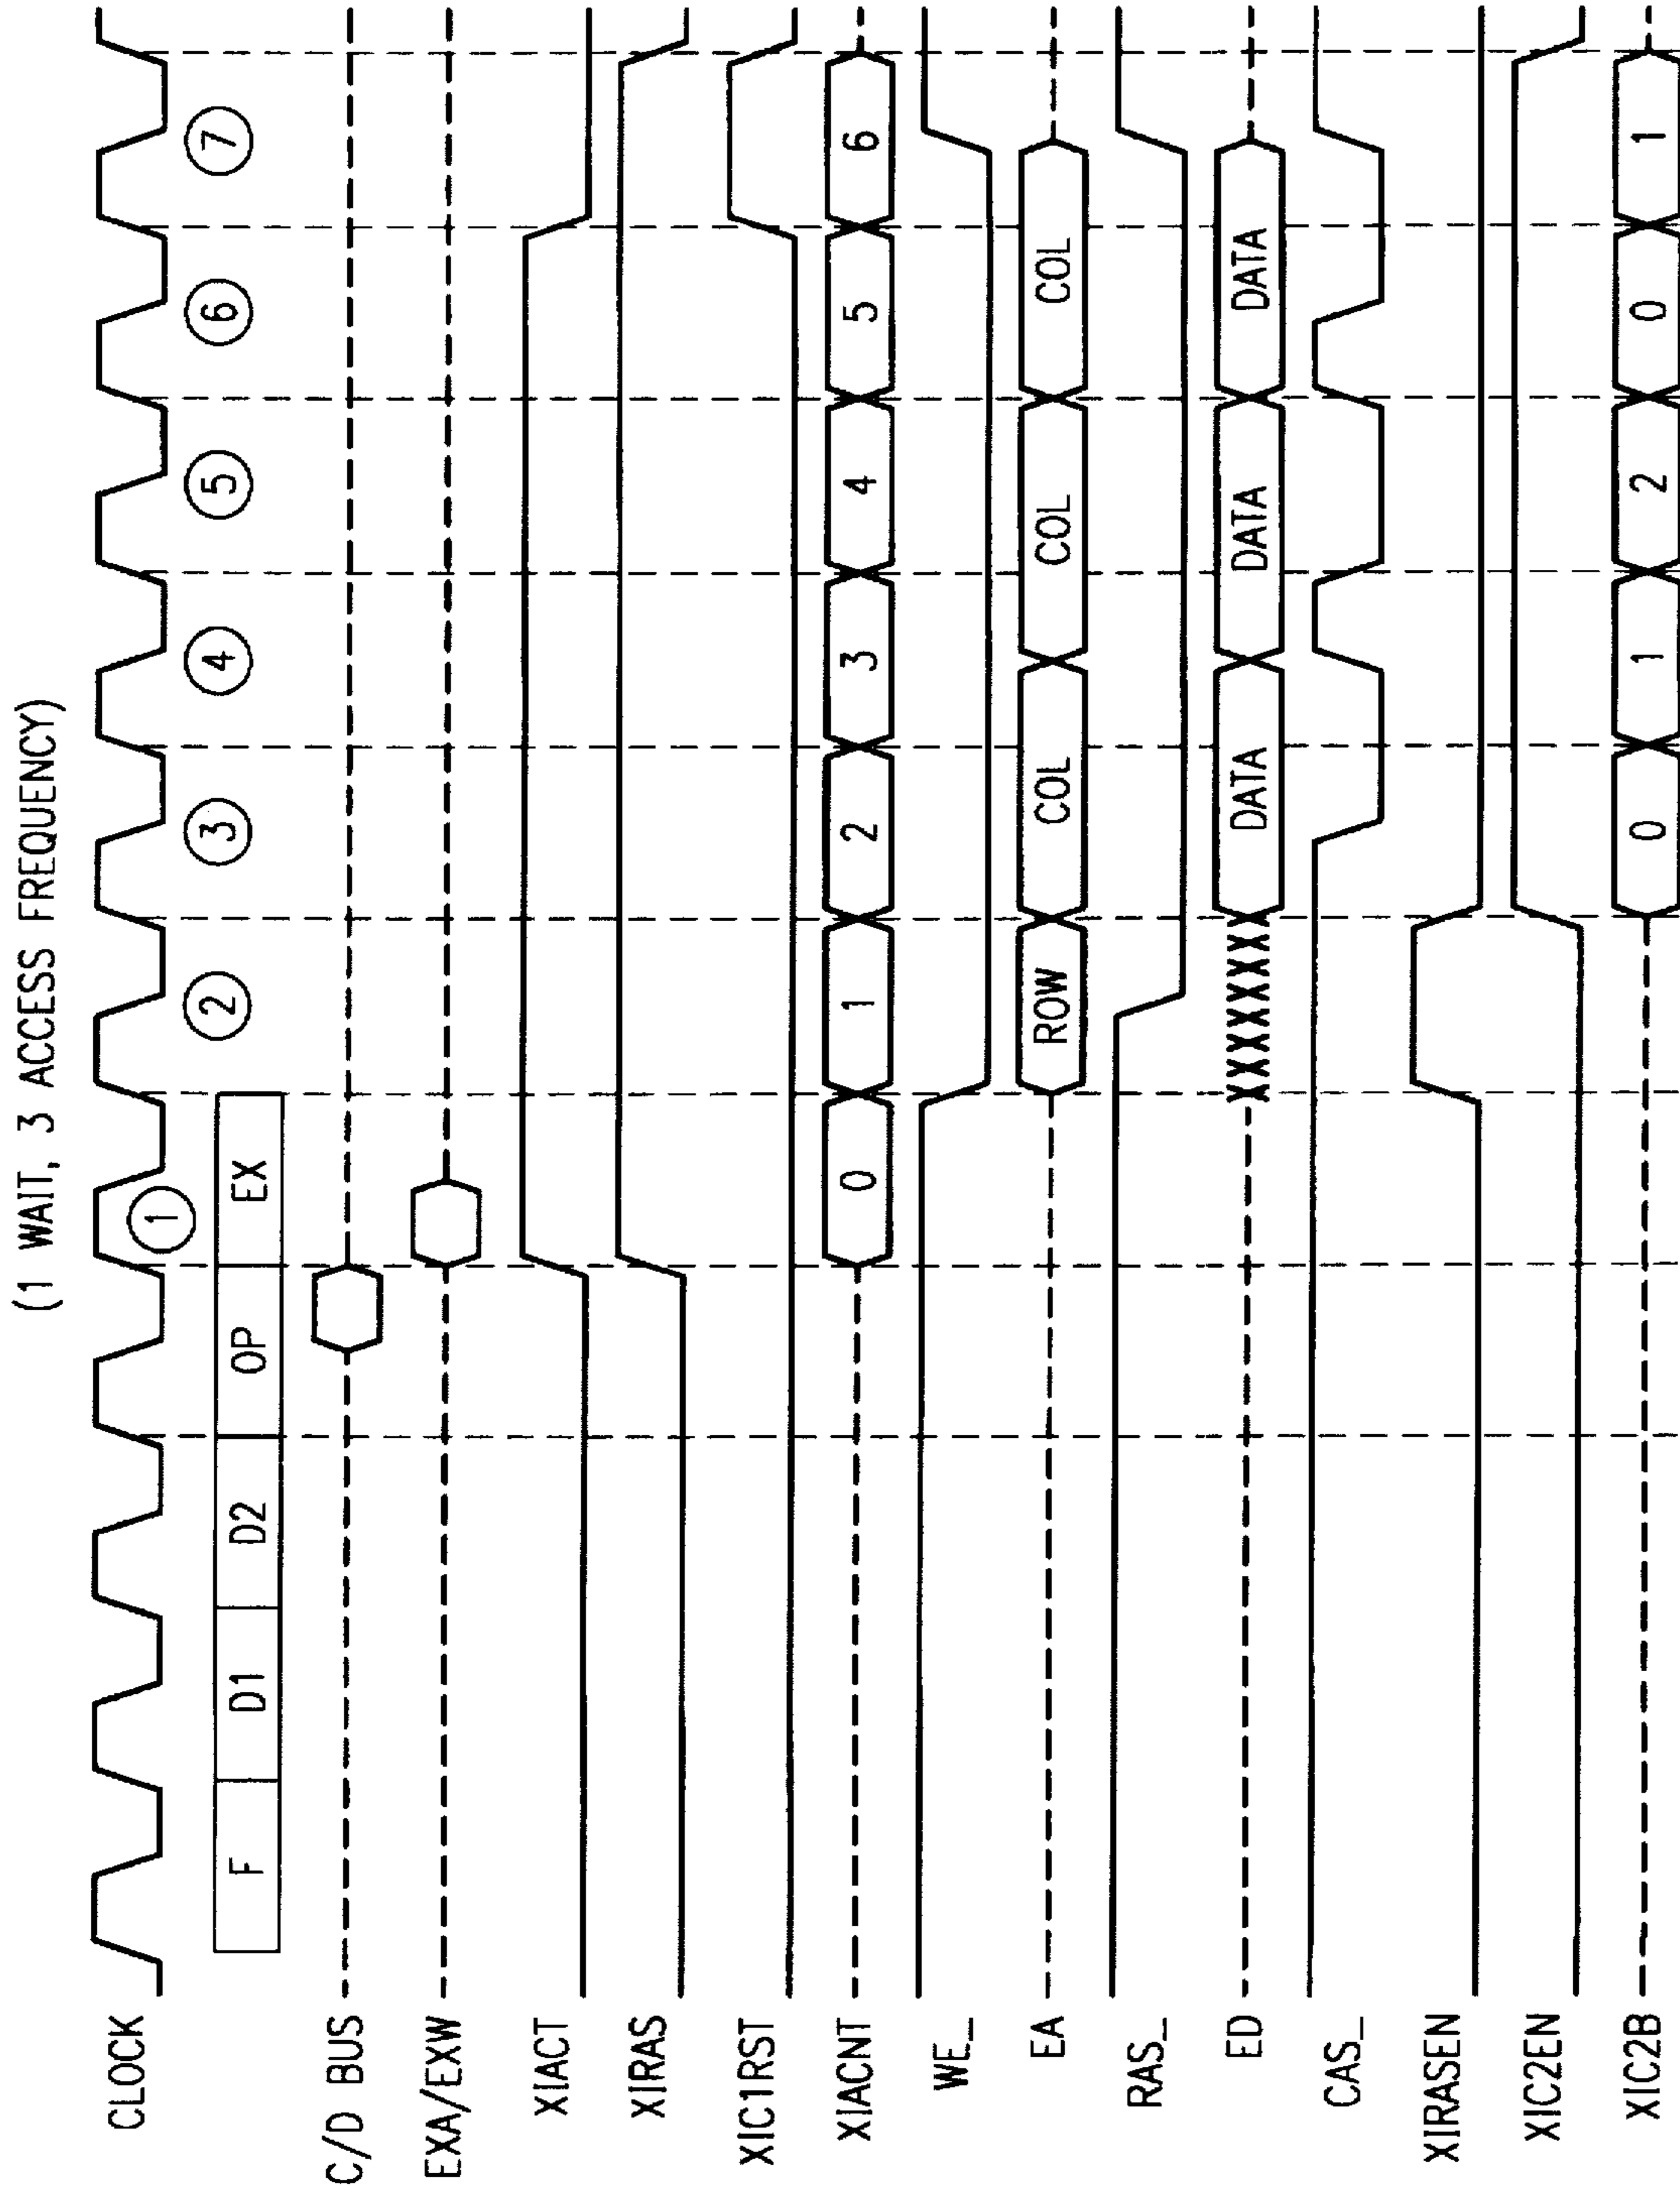 (1 WAIT, 3 ACCESS FREQUENCY)
CLOCK
1 2 3 4 5 6 7
F D1 D2 OP EX
C/D BUS
EXA/EXW
XIACT
XIRAS
XIC1RST
XIACNT 0 1 2 3 4 5 6
WE_
EA ROW COL COL COL
RAS_
ED XXXXXXXX DATA DATA DATA
CAS_
XIRASEN
XIC2EN
XIC2B 0 1 2 0 1